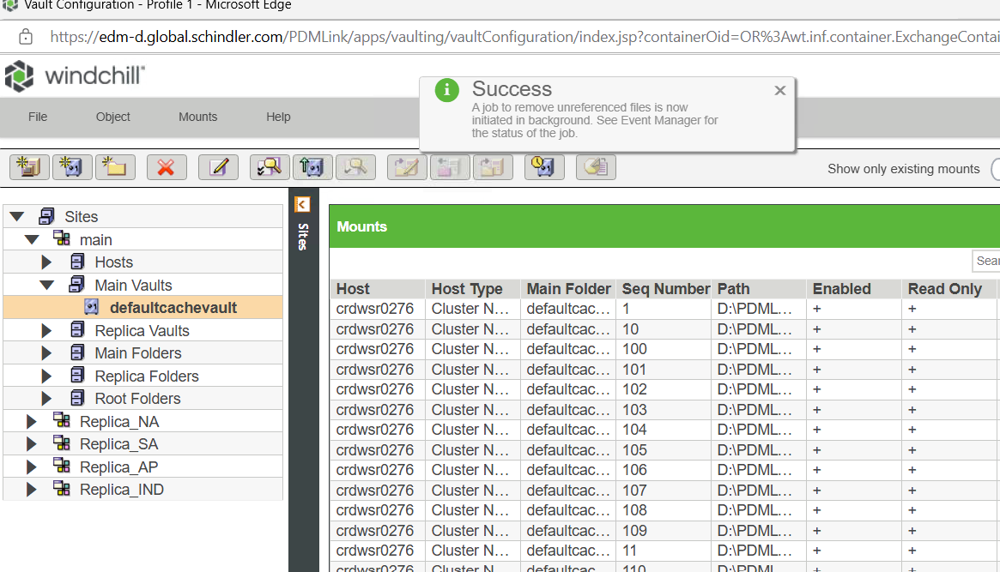 Vault Configuration - Profile 1 - Microsoft Edge
https://edm-d.global.schindler.com/PDMLink/apps/vaulting/vaultConfiguration/index.jsp?containerOid=OR%3Awt.inf.container.ExchangeContai
windchill
Success
A job to remove unreferenced files is now
initiated in background. See Event Manager for
the status of the job.
File Object Mounts Help
Show only existing mounts
Sites
main
Hosts
Main Vaults
defaultcachevault
Replica Vaults
Main Folders
Replica Folders
Root Folders
Replica_NA
Replica_SA
Replica_AP
Replica_IND
Sites
Mounts
Sear
Host Host Type Main Folder Seq Number Path Enabled Read Only
crdwsr0276 Cluster N... defaultcac... 1 D:\PDML... + +
crdwsr0276 Cluster N... defaultcac... 10 D:\PDML... + +
crdwsr0276 Cluster N... defaultcac... 100 D:\PDML... + +
crdwsr0276 Cluster N... defaultcac... 101 D:\PDML... + +
crdwsr0276 Cluster N... defaultcac... 102 D:\PDML... + +
crdwsr0276 Cluster N... defaultcac... 103 D:\PDML... + +
crdwsr0276 Cluster N... defaultcac... 104 D:\PDML... + +
crdwsr0276 Cluster N... defaultcac... 105 D:\PDML... + +
crdwsr0276 Cluster N... defaultcac... 106 D:\PDML... + +
crdwsr0276 Cluster N... defaultcac... 107 D:\PDML... + +
crdwsr0276 Cluster N... defaultcac... 108 D:\PDML... + +
crdwsr0276 Cluster N... defaultcac... 109 D:\PDML... + +
crdwsr0276 Cluster N... defaultcac... 11 D:\PDML... + +
crdwsr0276 Cluster N... defaultcac... 110 D:\PDML... + +